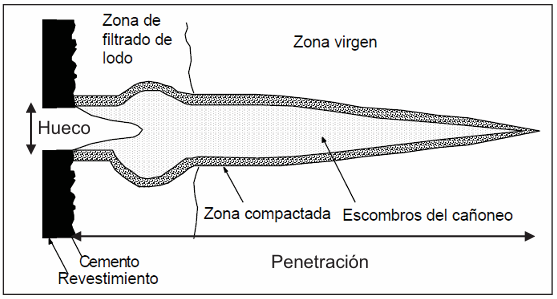 Zona de
filtrado de
lodo
Zona virgen
Hueco
Zona compactada
Escombros del cañoneo
Cemento
Revestimiento
Penetración